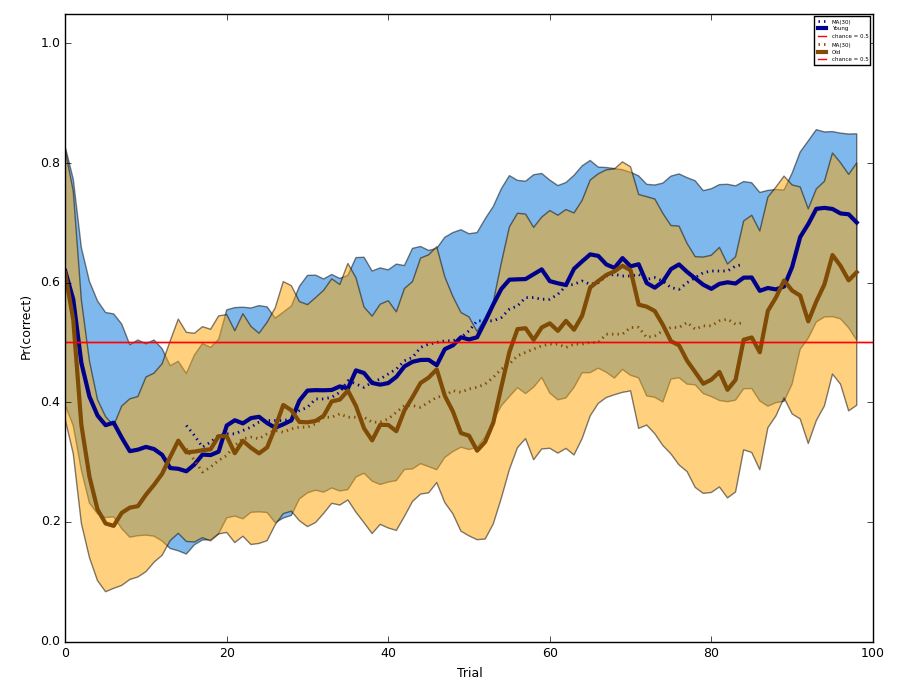 MA(30)
Young
chance = 0.5
MA(30)
Old
chance = 0.5
1.0
0.8
0.6
0.4
0.2
0.0
Pr(correct)
0 20 40 60 80 100
Trial